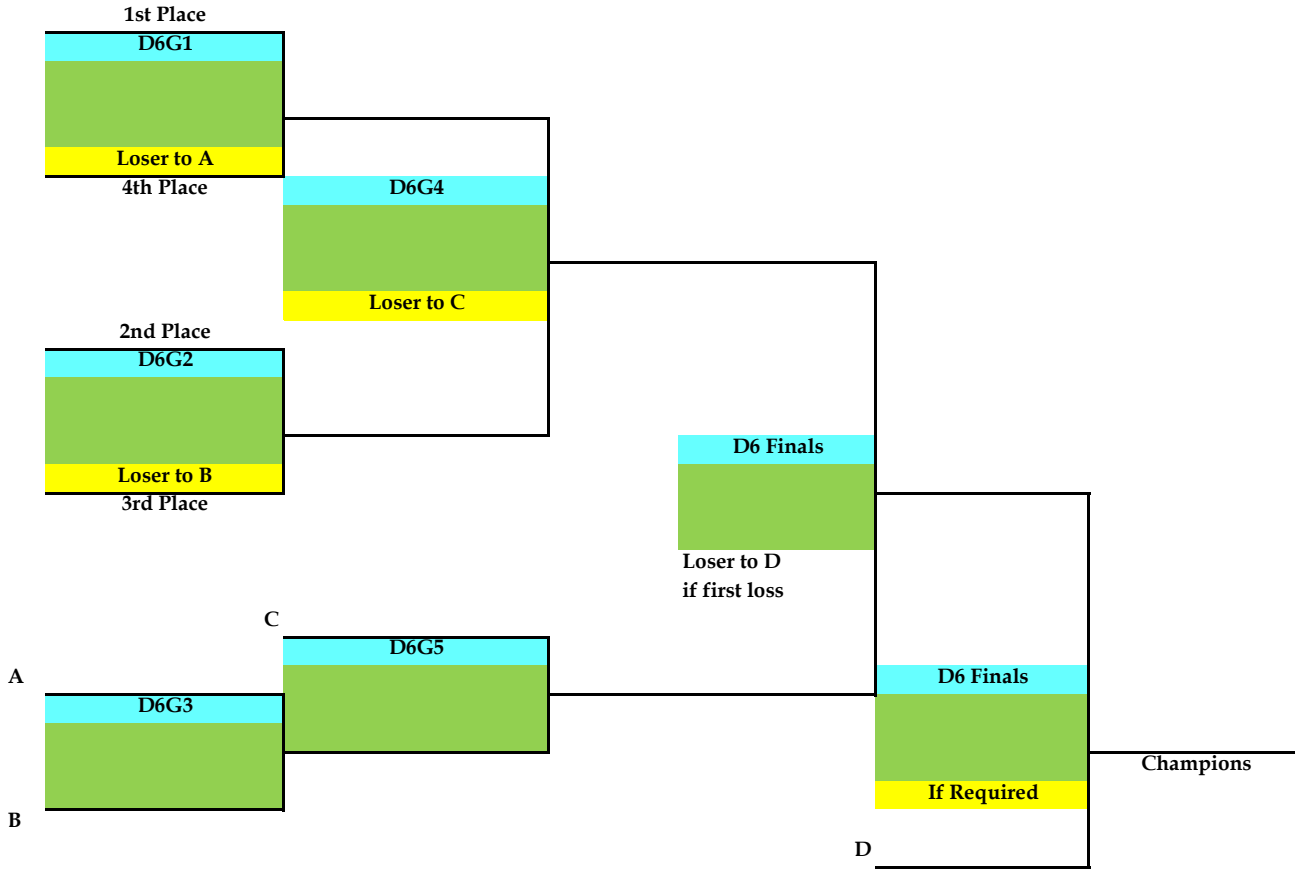 1st Place
D6G1
Loser to A
4th Place
D6G4
Loser to C
2nd Place
D6G2
Loser to B
3rd Place
D6 Finals
Loser to D
if first loss
C
D6G5
A
D6G3
B
D6 Finals
If Required
Champions
D